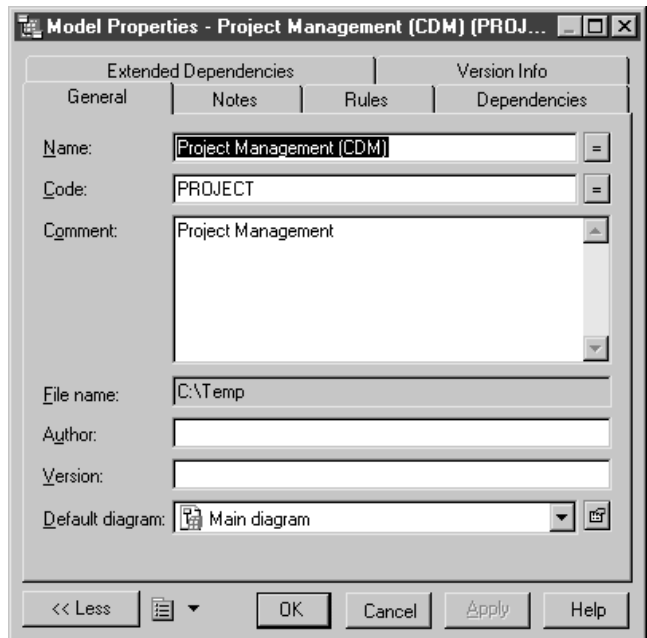 Model Properties - Project Management (CDM) (PROJ...
Extended Dependencies Version Info
General Notes Rules Dependencies
Name: Project Management (CDM) =
Code: PROJECT =
Comment: Project Management
File name: C:\Temp
Author:
Version:
Default diagram: Main diagram
<< Less OK Cancel Apply Help